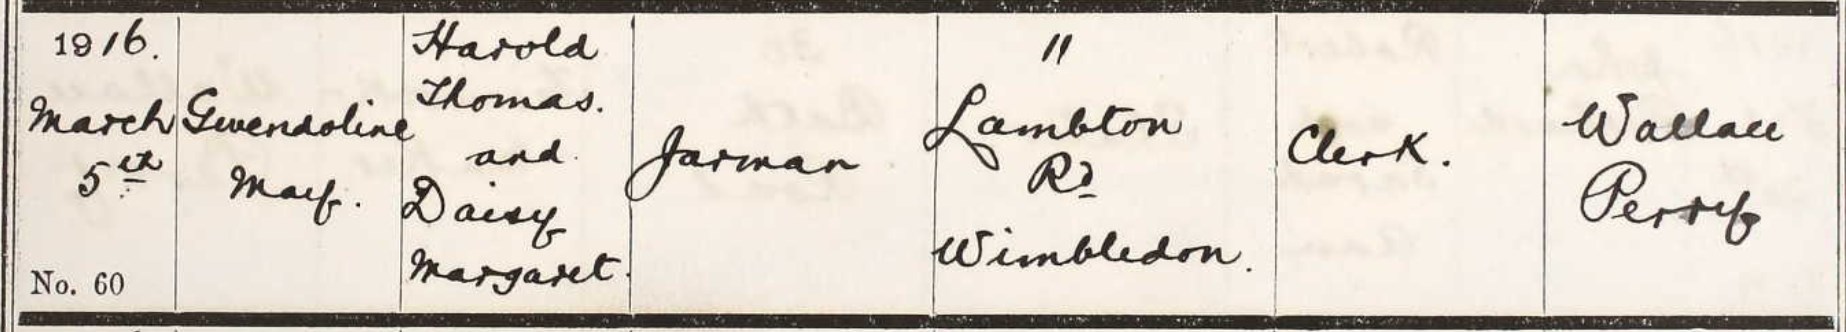 1916.
March
5th
No. 60
Gwendoline
May.
Harold
Thomas.
and
Daisy
Margaret.
Jarman
11
Lambton
Rd
Wimbledon.
Clerk.
Wallace
Perry